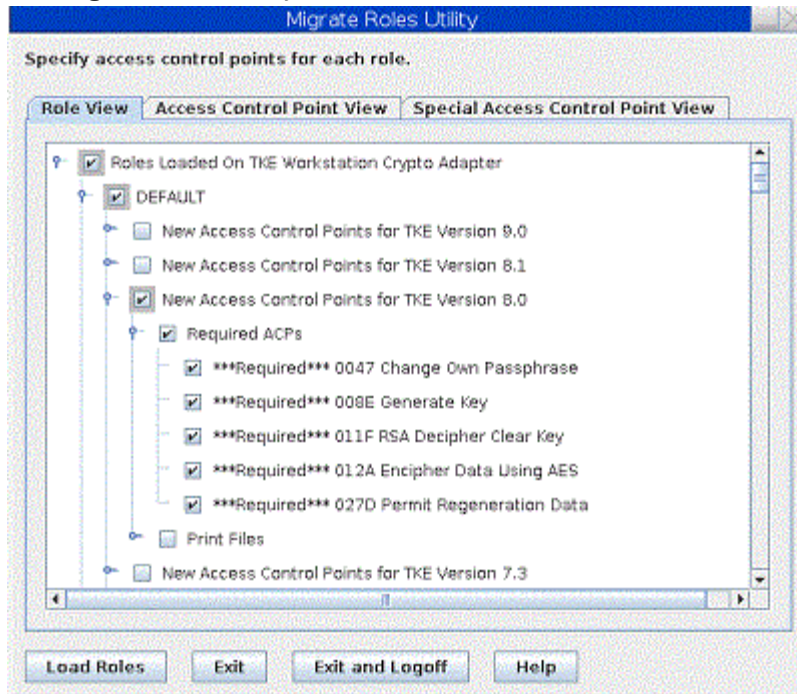 Migrate Roles Utility
Specify access control points for each role.
Role View Access Control Point View Special Access Control Point View
Roles Loaded On TKE Workstation Crypto Adapter
DEFAULT
New Access Control Points for TKE Version 9.0
New Access Control Points for TKE Version 8.1
New Access Control Points for TKE Version 8.0
Required ACPs
***Required*** 0047 Change Own Passphrase
***Required*** 008E Generate Key
***Required*** 011F RSA Decipher Clear Key
***Required*** 012A Encipher Data Using AES
***Required*** 027D Permit Regeneration Data
Print Files
New Access Control Points for TKE Version 7.3
Load Roles Exit Exit and Logoff Help